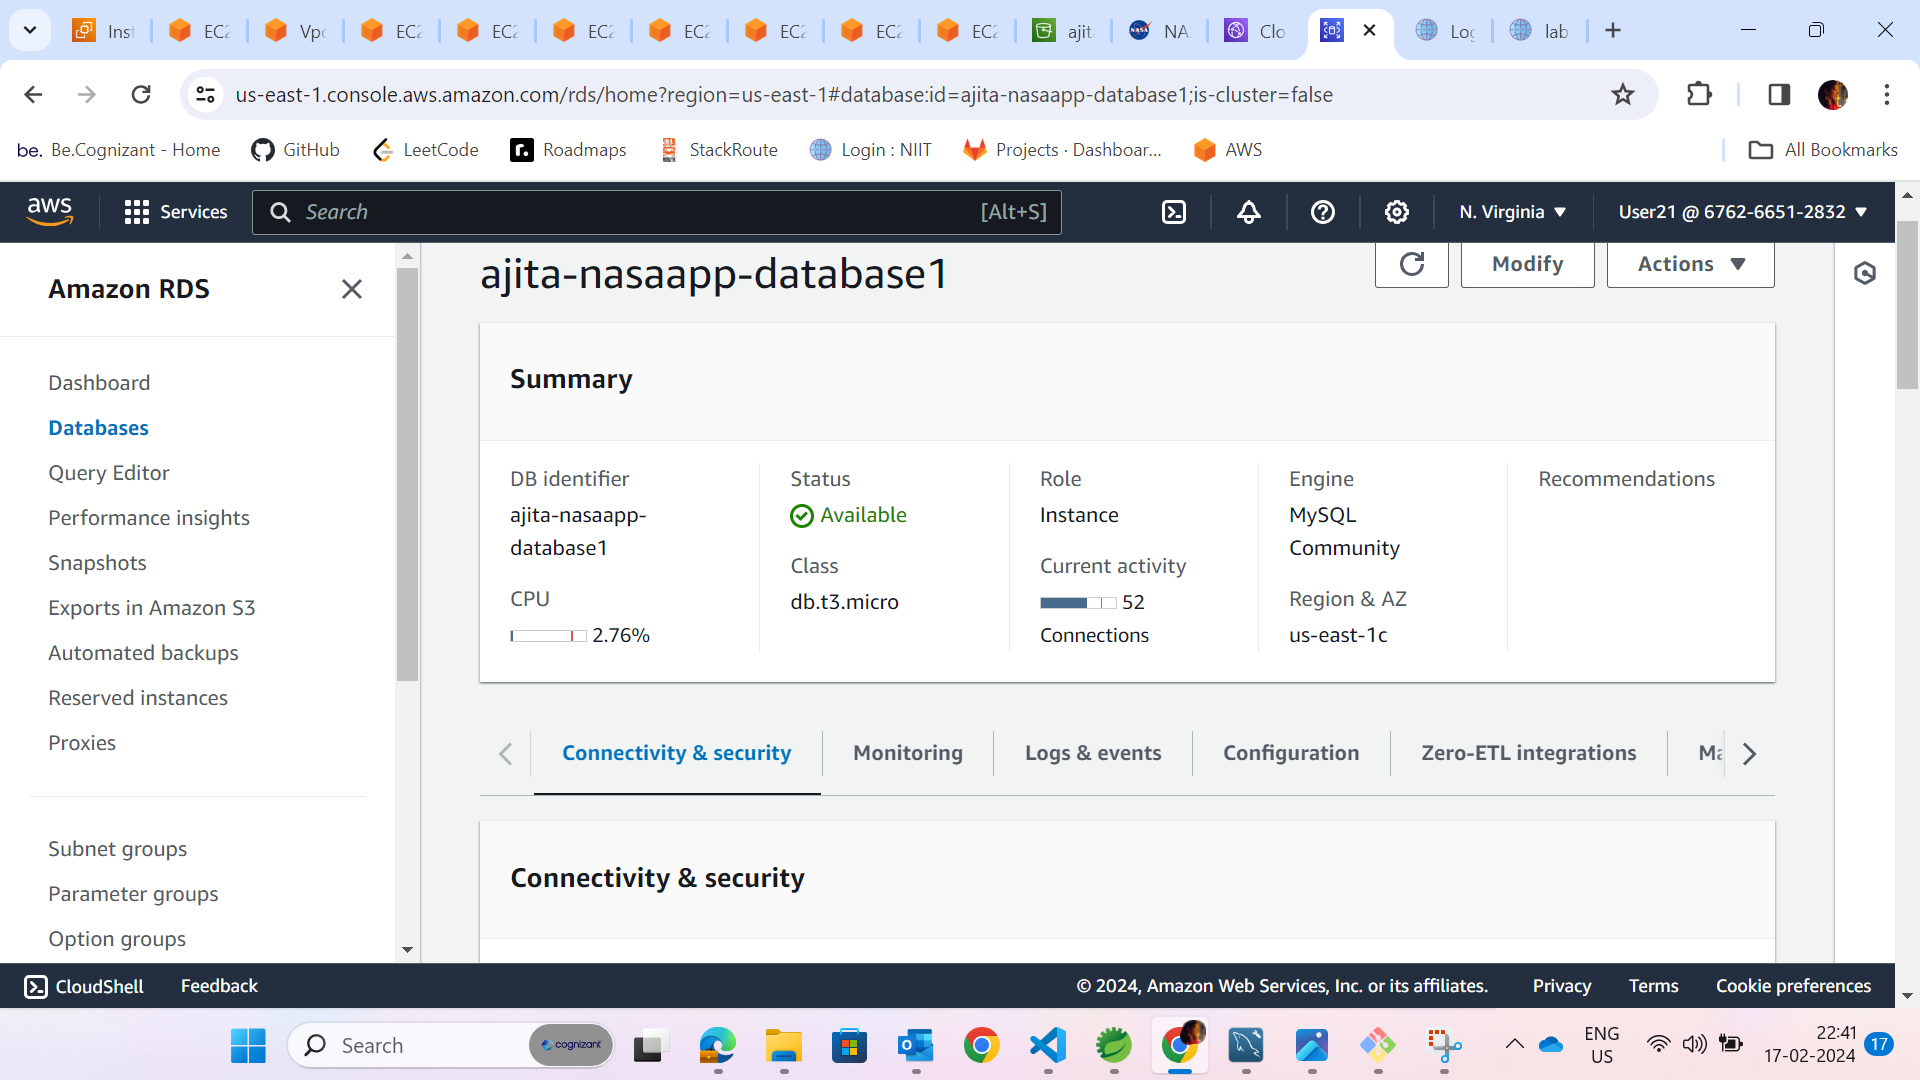 Inst
EC2
Vpc
EC2
EC2
EC2
EC2
EC2
EC2
EC2
ajita
NA
Clo
Log
lab
us-east-1.console.aws.amazon.com/rds/home?region=us-east-1#database:id=ajita-nasaapp-database1;is-cluster=false
be. Be.Cognizant - Home
GitHub
LeetCode
Roadmaps
StackRoute
Login : NIIT
Projects · Dashboar...
AWS
All Bookmarks
aws
Services
Search
[Alt+S]
N. Virginia
User21 @ 6762-6651-2832
Amazon RDS
Dashboard
Databases
Query Editor
Performance insights
Snapshots
Exports in Amazon S3
Automated backups
Reserved instances
Proxies
Subnet groups
Parameter groups
Option groups
ajita-nasaapp-database1
Modify
Actions
Summary
DB identifier
ajita-nasaapp-
database1
CPU
2.76%
Status
Available
Class
db.t3.micro
Role
Instance
Current activity
52
Connections
Engine
MySQL
Community
Region & AZ
us-east-1c
Recommendations
Connectivity & security
Monitoring
Logs & events
Configuration
Zero-ETL integrations
Ma
Connectivity & security
CloudShell
Feedback
© 2024, Amazon Web Services, Inc. or its affiliates.
Privacy
Terms
Cookie preferences
Search
cognizant
ENG
US
22:41
17-02-2024
17